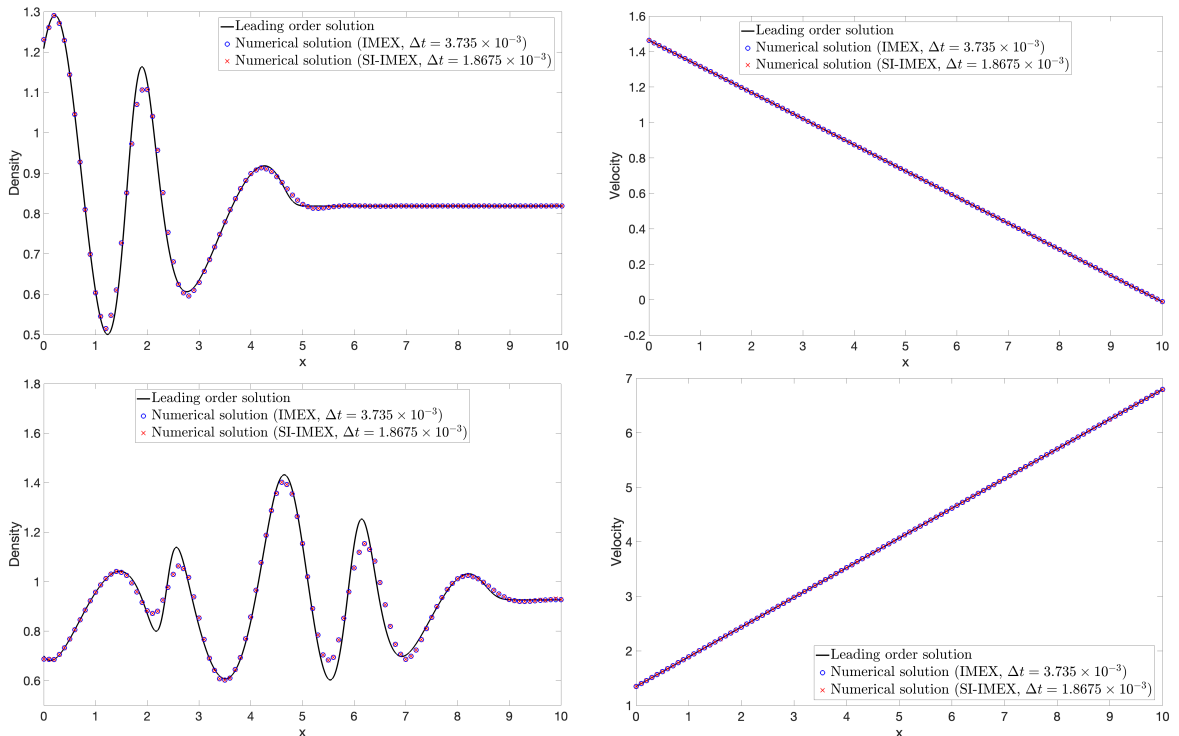 1.3
1.2
1.1
1
0.9
0.8
0.7
0.6
0.5
Density
0 1 2 3 4 5 6 7 8 9 10
x
Leading order solution
Numerical solution (IMEX, Δt = 3.735 × 10⁻³)
Numerical solution (SI-IMEX, Δt = 1.8675 × 10⁻³)
1.6
1.4
1.2
1
0.8
0.6
0.4
0.2
0
-0.2
Velocity
0 1 2 3 4 5 6 7 8 9 10
x
Leading order solution
Numerical solution (IMEX, Δt = 3.735 × 10⁻³)
Numerical solution (SI-IMEX, Δt = 1.8675 × 10⁻³)
1.8
1.6
1.4
1.2
1
0.8
0.6
Density
0 1 2 3 4 5 6 7 8 9 10
x
Leading order solution
Numerical solution (IMEX, Δt = 3.735 × 10⁻³)
Numerical solution (SI-IMEX, Δt = 1.8675 × 10⁻³)
7
6
5
4
3
2
1
Velocity
0 1 2 3 4 5 6 7 8 9 10
x
Leading order solution
Numerical solution (IMEX, Δt = 3.735 × 10⁻³)
Numerical solution (SI-IMEX, Δt = 1.8675 × 10⁻³)